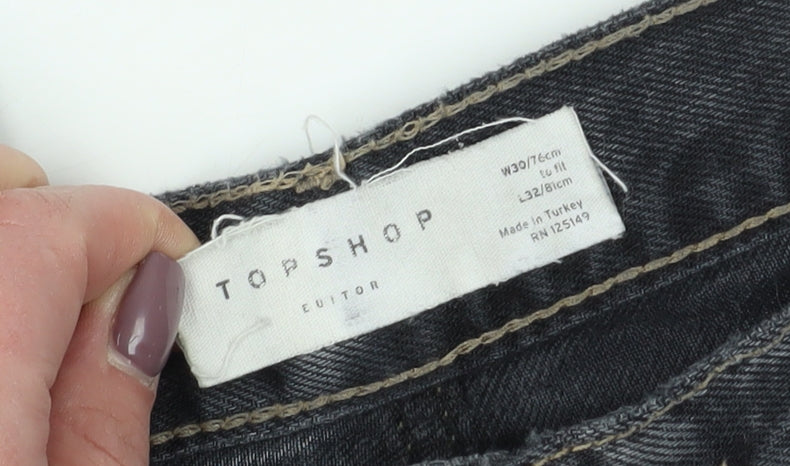 TOPSHOP
EDITOR
W30/76cm
to fit
L32/81cm
Made in Turkey
RN 125149